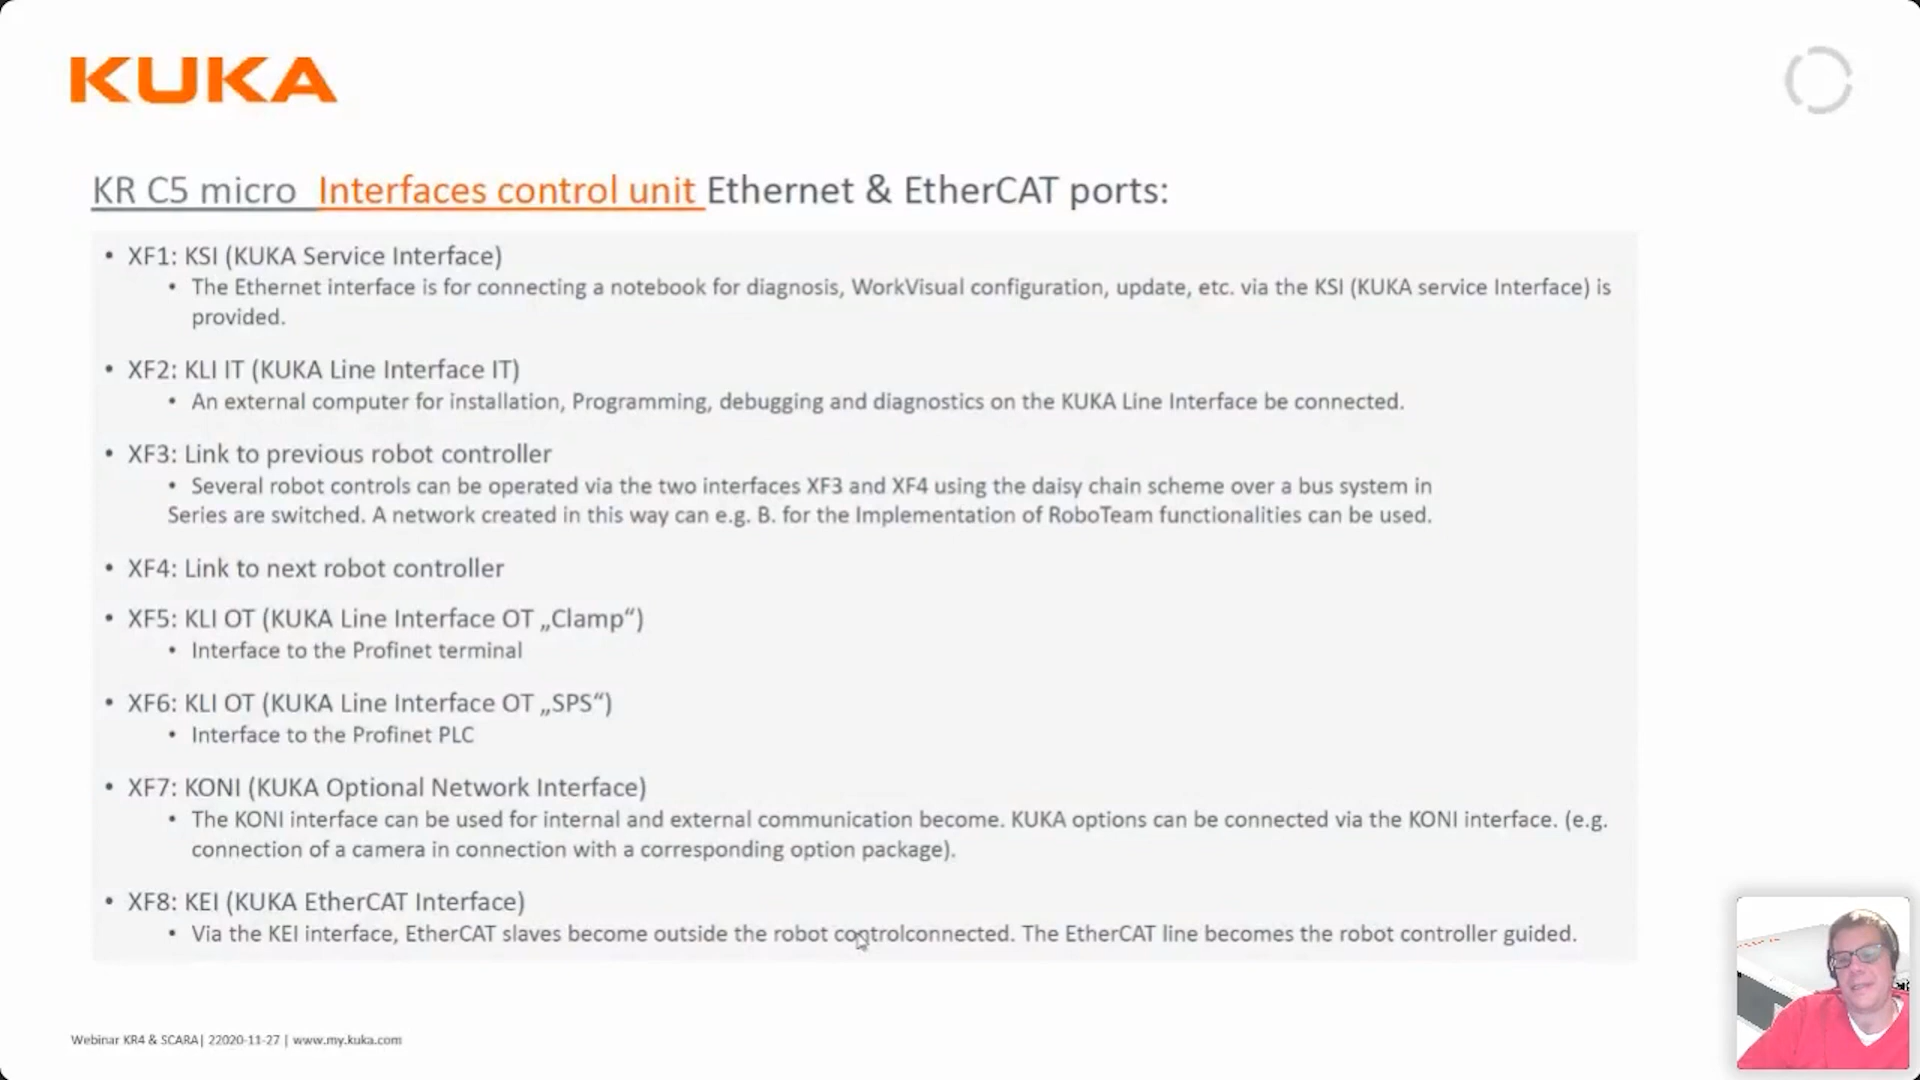 KUKA
KR C5 micro Interfaces control unit Ethernet & EtherCAT ports:
• XF1: KSI (KUKA Service Interface)
• The Ethernet interface is for connecting a notebook for diagnosis, WorkVisual configuration, update, etc. via the KSI (KUKA service Interface) is
provided.
• XF2: KLI IT (KUKA Line Interface IT)
• An external computer for installation, Programming, debugging and diagnostics on the KUKA Line Interface be connected.
• XF3: Link to previous robot controller
• Several robot controls can be operated via the two interfaces XF3 and XF4 using the daisy chain scheme over a bus system in
Series are switched. A network created in this way can e.g. B. for the Implementation of RoboTeam functionalities can be used.
• XF4: Link to next robot controller
• XF5: KLI OT (KUKA Line Interface OT „Clamp“)
• Interface to the Profinet terminal
• XF6: KLI OT (KUKA Line Interface OT „SPS“)
• Interface to the Profinet PLC
• XF7: KONI (KUKA Optional Network Interface)
• The KONI interface can be used for internal and external communication become. KUKA options can be connected via the KONI interface. (e.g.
connection of a camera in connection with a corresponding option package).
• XF8: KEI (KUKA EtherCAT Interface)
• Via the KEI interface, EtherCAT slaves become outside the robot controlconnected. The EtherCAT line becomes the robot controller guided.
Webinar KR4 & SCARA| 22020-11-27 | www.my.kuka.com